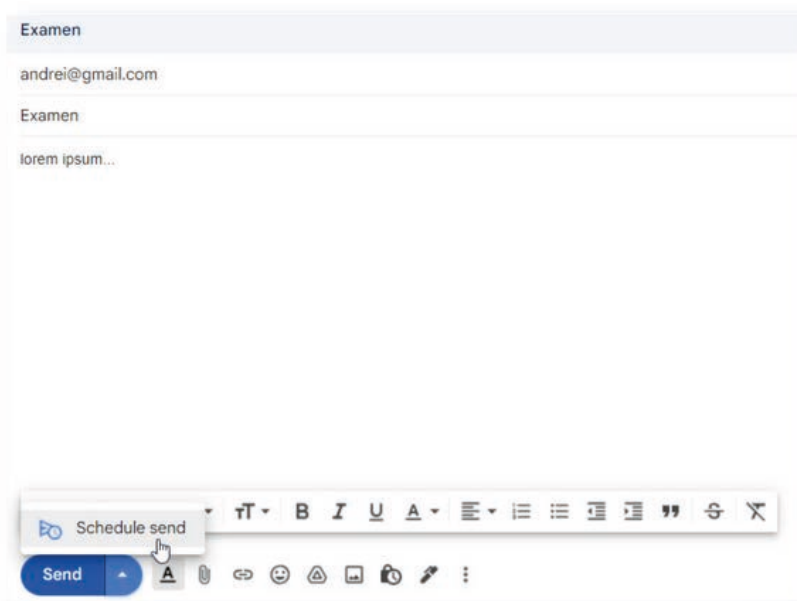 Examen
andrei@gmail.com
Examen
lorem ipsum...
Schedule send
Send